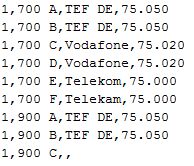 1,700 A,TEF DE,75.050
1,700 B,TEF DE,75.050
1,700 C,Vodafone,75.020
1,700 D,Vodafone,75.020
1,700 E,Telekom,75.000
1,700 F,Telekam,75.000
1,900 A,TEF DE,75.050
1,900 B,TEF DE,75.050
1,900 C,,